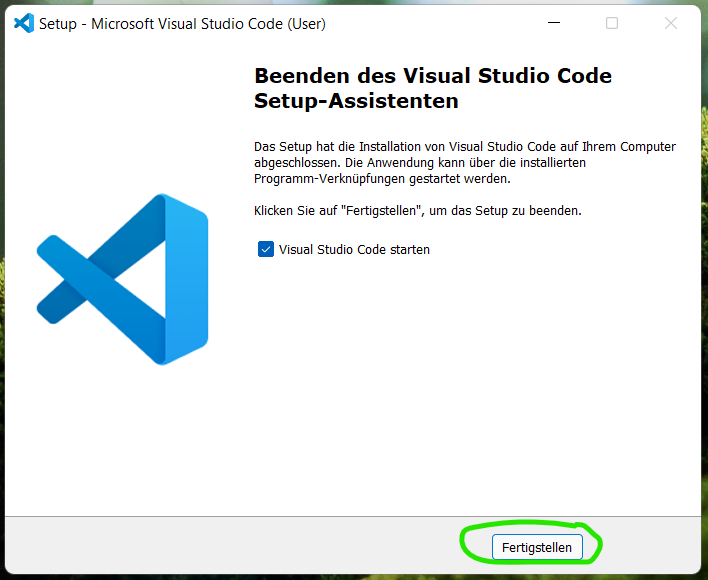 Setup - Microsoft Visual Studio Code (User)
Beenden des Visual Studio Code
Setup-Assistenten
Das Setup hat die Installation von Visual Studio Code auf Ihrem Computer
abgeschlossen. Die Anwendung kann über die installierten
Programm-Verknüpfungen gestartet werden.
Klicken Sie auf "Fertigstellen", um das Setup zu beenden.
Visual Studio Code starten
Fertigstellen